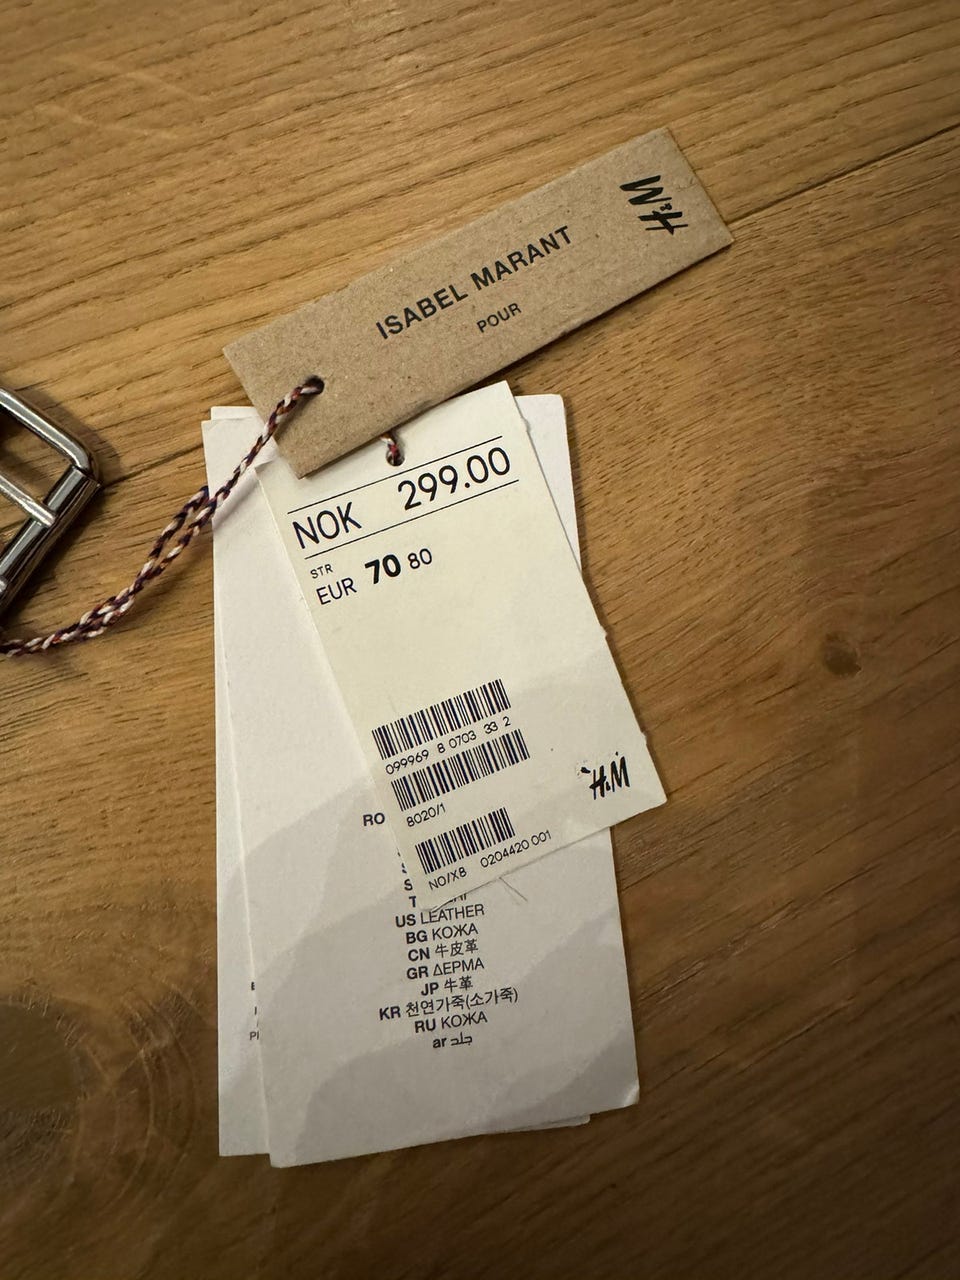 H&M
ISABEL MARANT
POUR
NOK 299.00
STR
EUR 70 80
099969 8 0703 33 2
8020/1
NO/X8 0204420 001
H&M
RO
US LEATHER
BG КОЖА
CN 牛皮革
GR ΔΕΡΜΑ
JP 牛革
KR 천연가죽(소가죽)
RU КОЖА
ar جلد